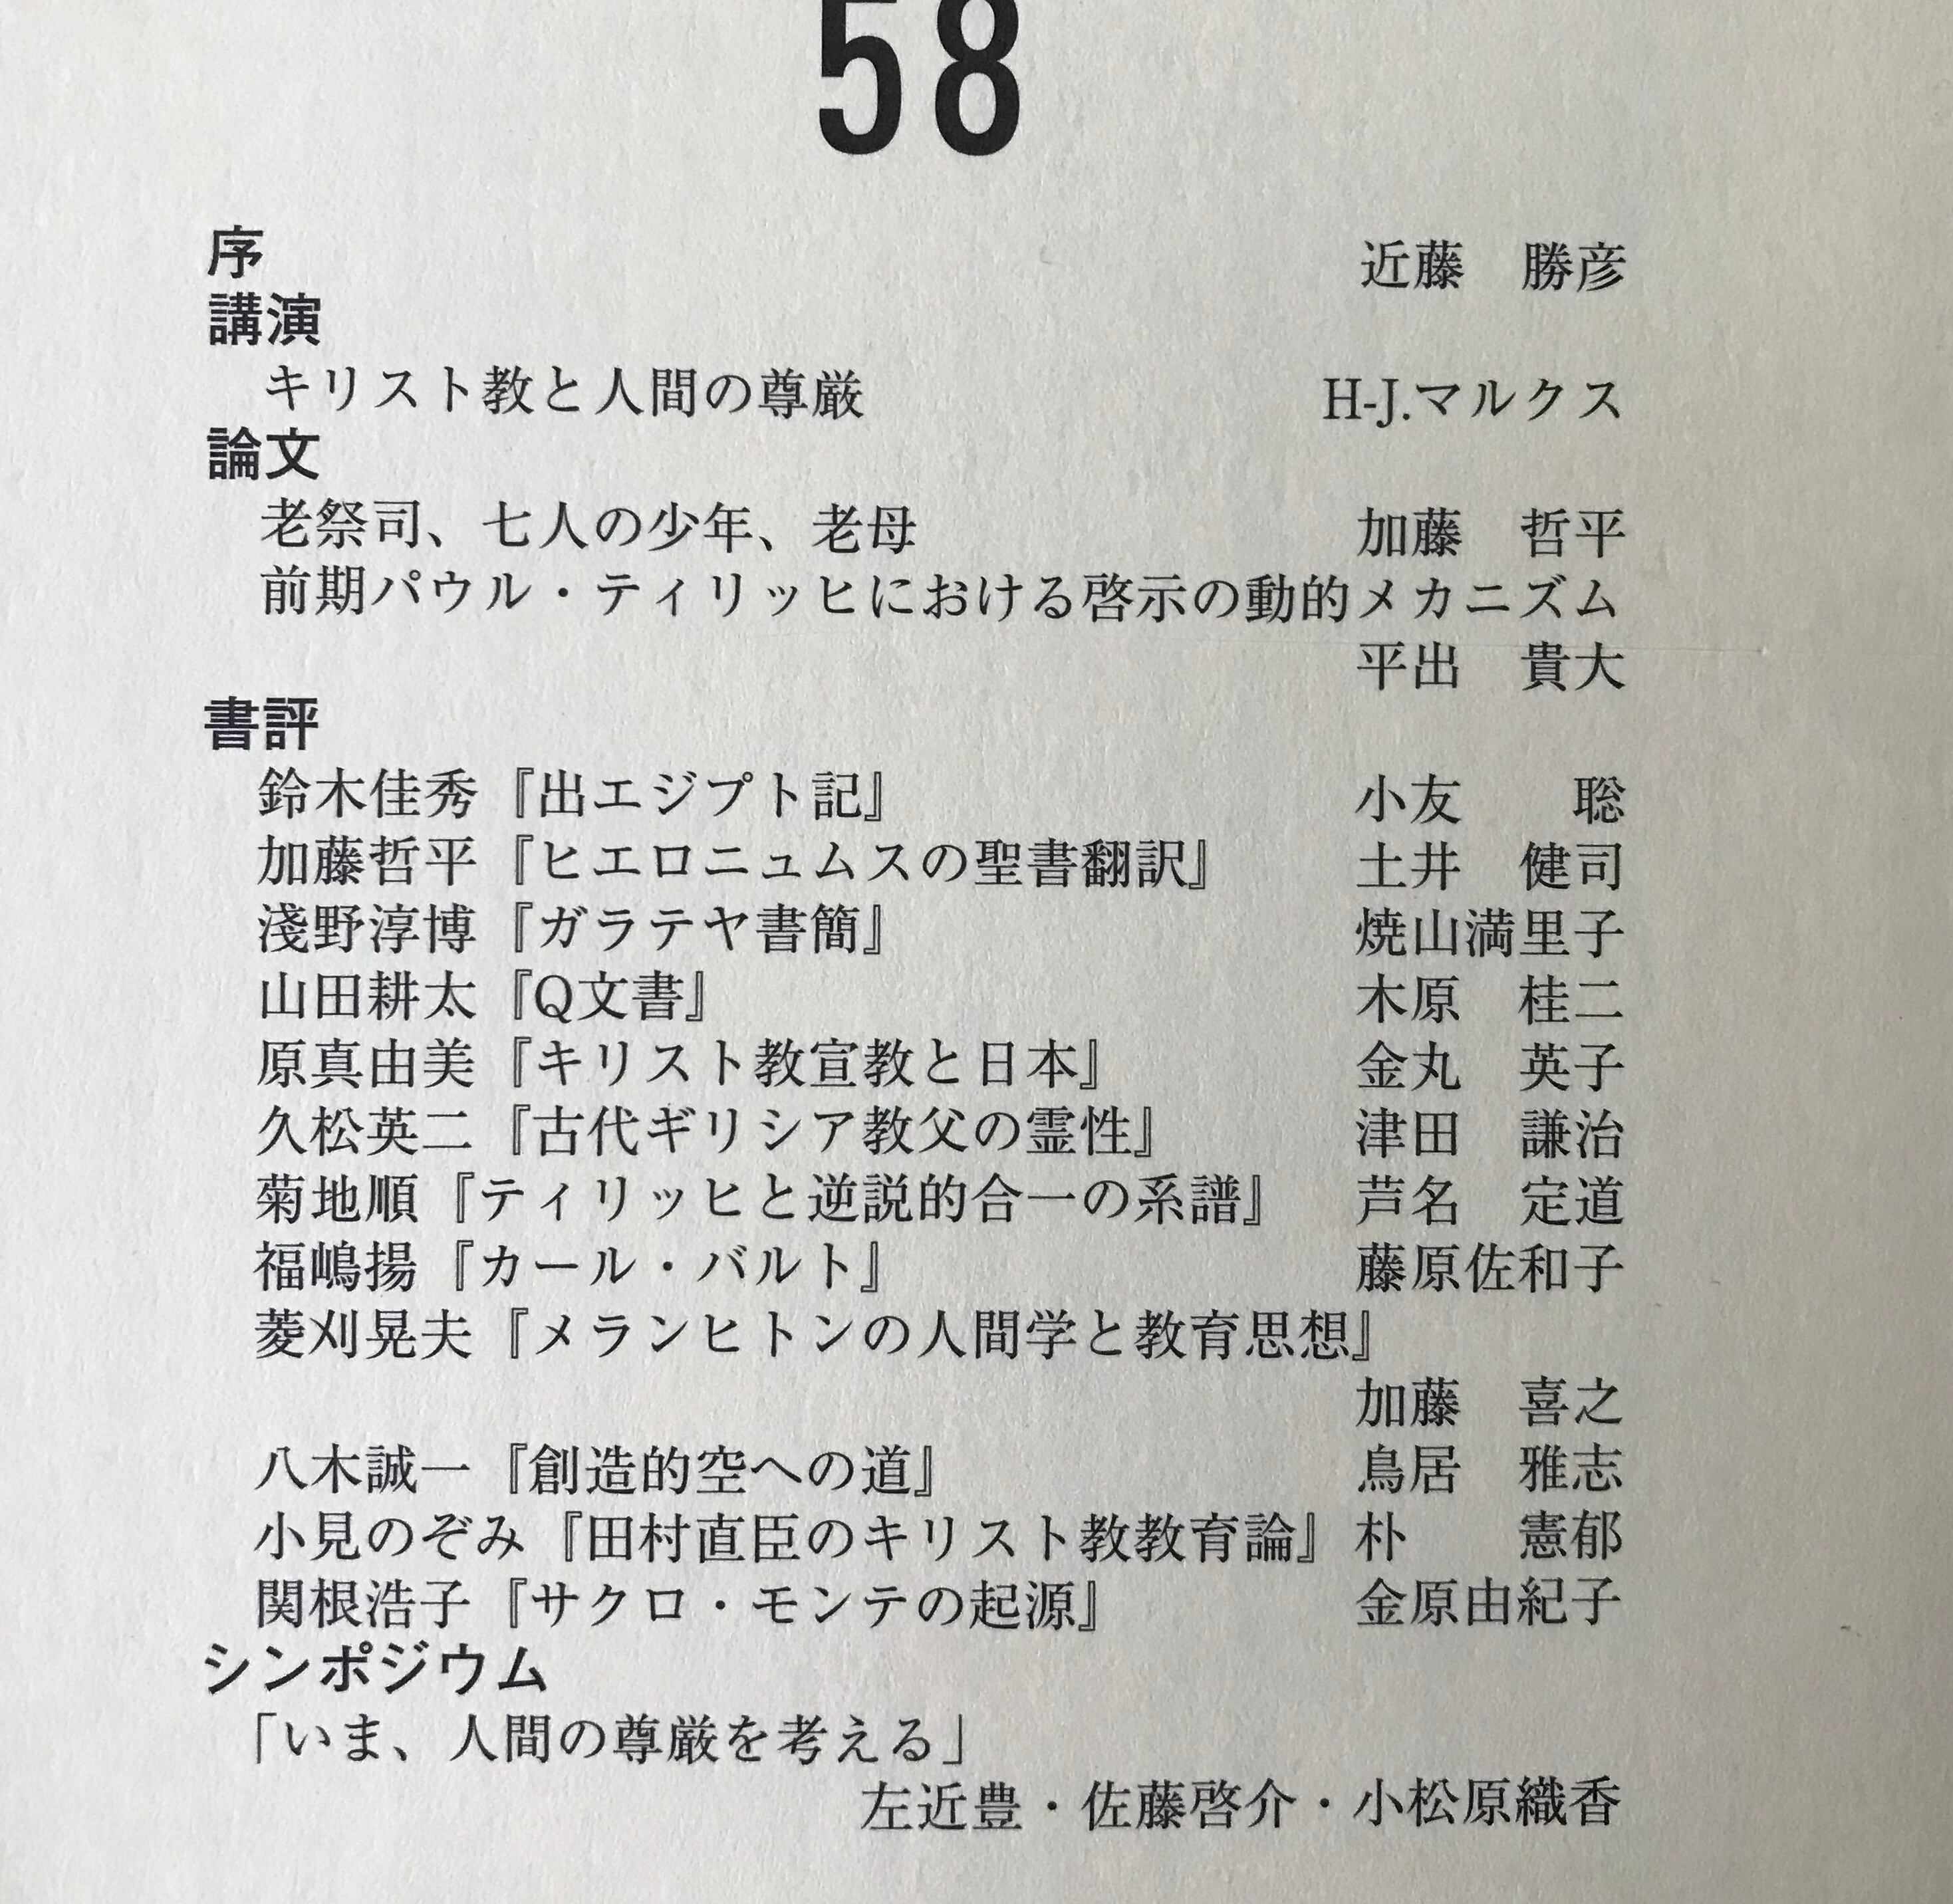 58
序　近藤　勝彦
講演
キリスト教と人間の尊厳　H-J.マルクス
論文
老祭司、七人の少年、老母　加藤　哲平
前期パウル・ティリッヒにおける啓示の動的メカニズム
平出　貴大
書評
鈴木佳秀『出エジプト記』　小友　聡
加藤哲平『ヒエロニュムスの聖書翻訳』　土井　健司
淺野淳博『ガラテヤ書簡』　焼山満里子
山田耕太『Q文書』　木原　桂二
原真由美『キリスト教宣教と日本』　金丸　英子
久松英二『古代ギリシア教父の霊性』　津田　謙治
菊地順『ティリッヒと逆説的合一の系譜』　芦名　定道
福嶋揚『カール・バルト』　藤原佐和子
菱刈晃夫『メランヒトンの人間学と教育思想』
加藤　喜之
八木誠一『創造的空への道』　鳥居　雅志
小見のぞみ『田村直臣のキリスト教教育論』　朴　憲郁
関根浩子『サクロ・モンテの起源』　金原由紀子
シンポジウム
「いま、人間の尊厳を考える」
左近豊・佐藤啓介・小松原織香